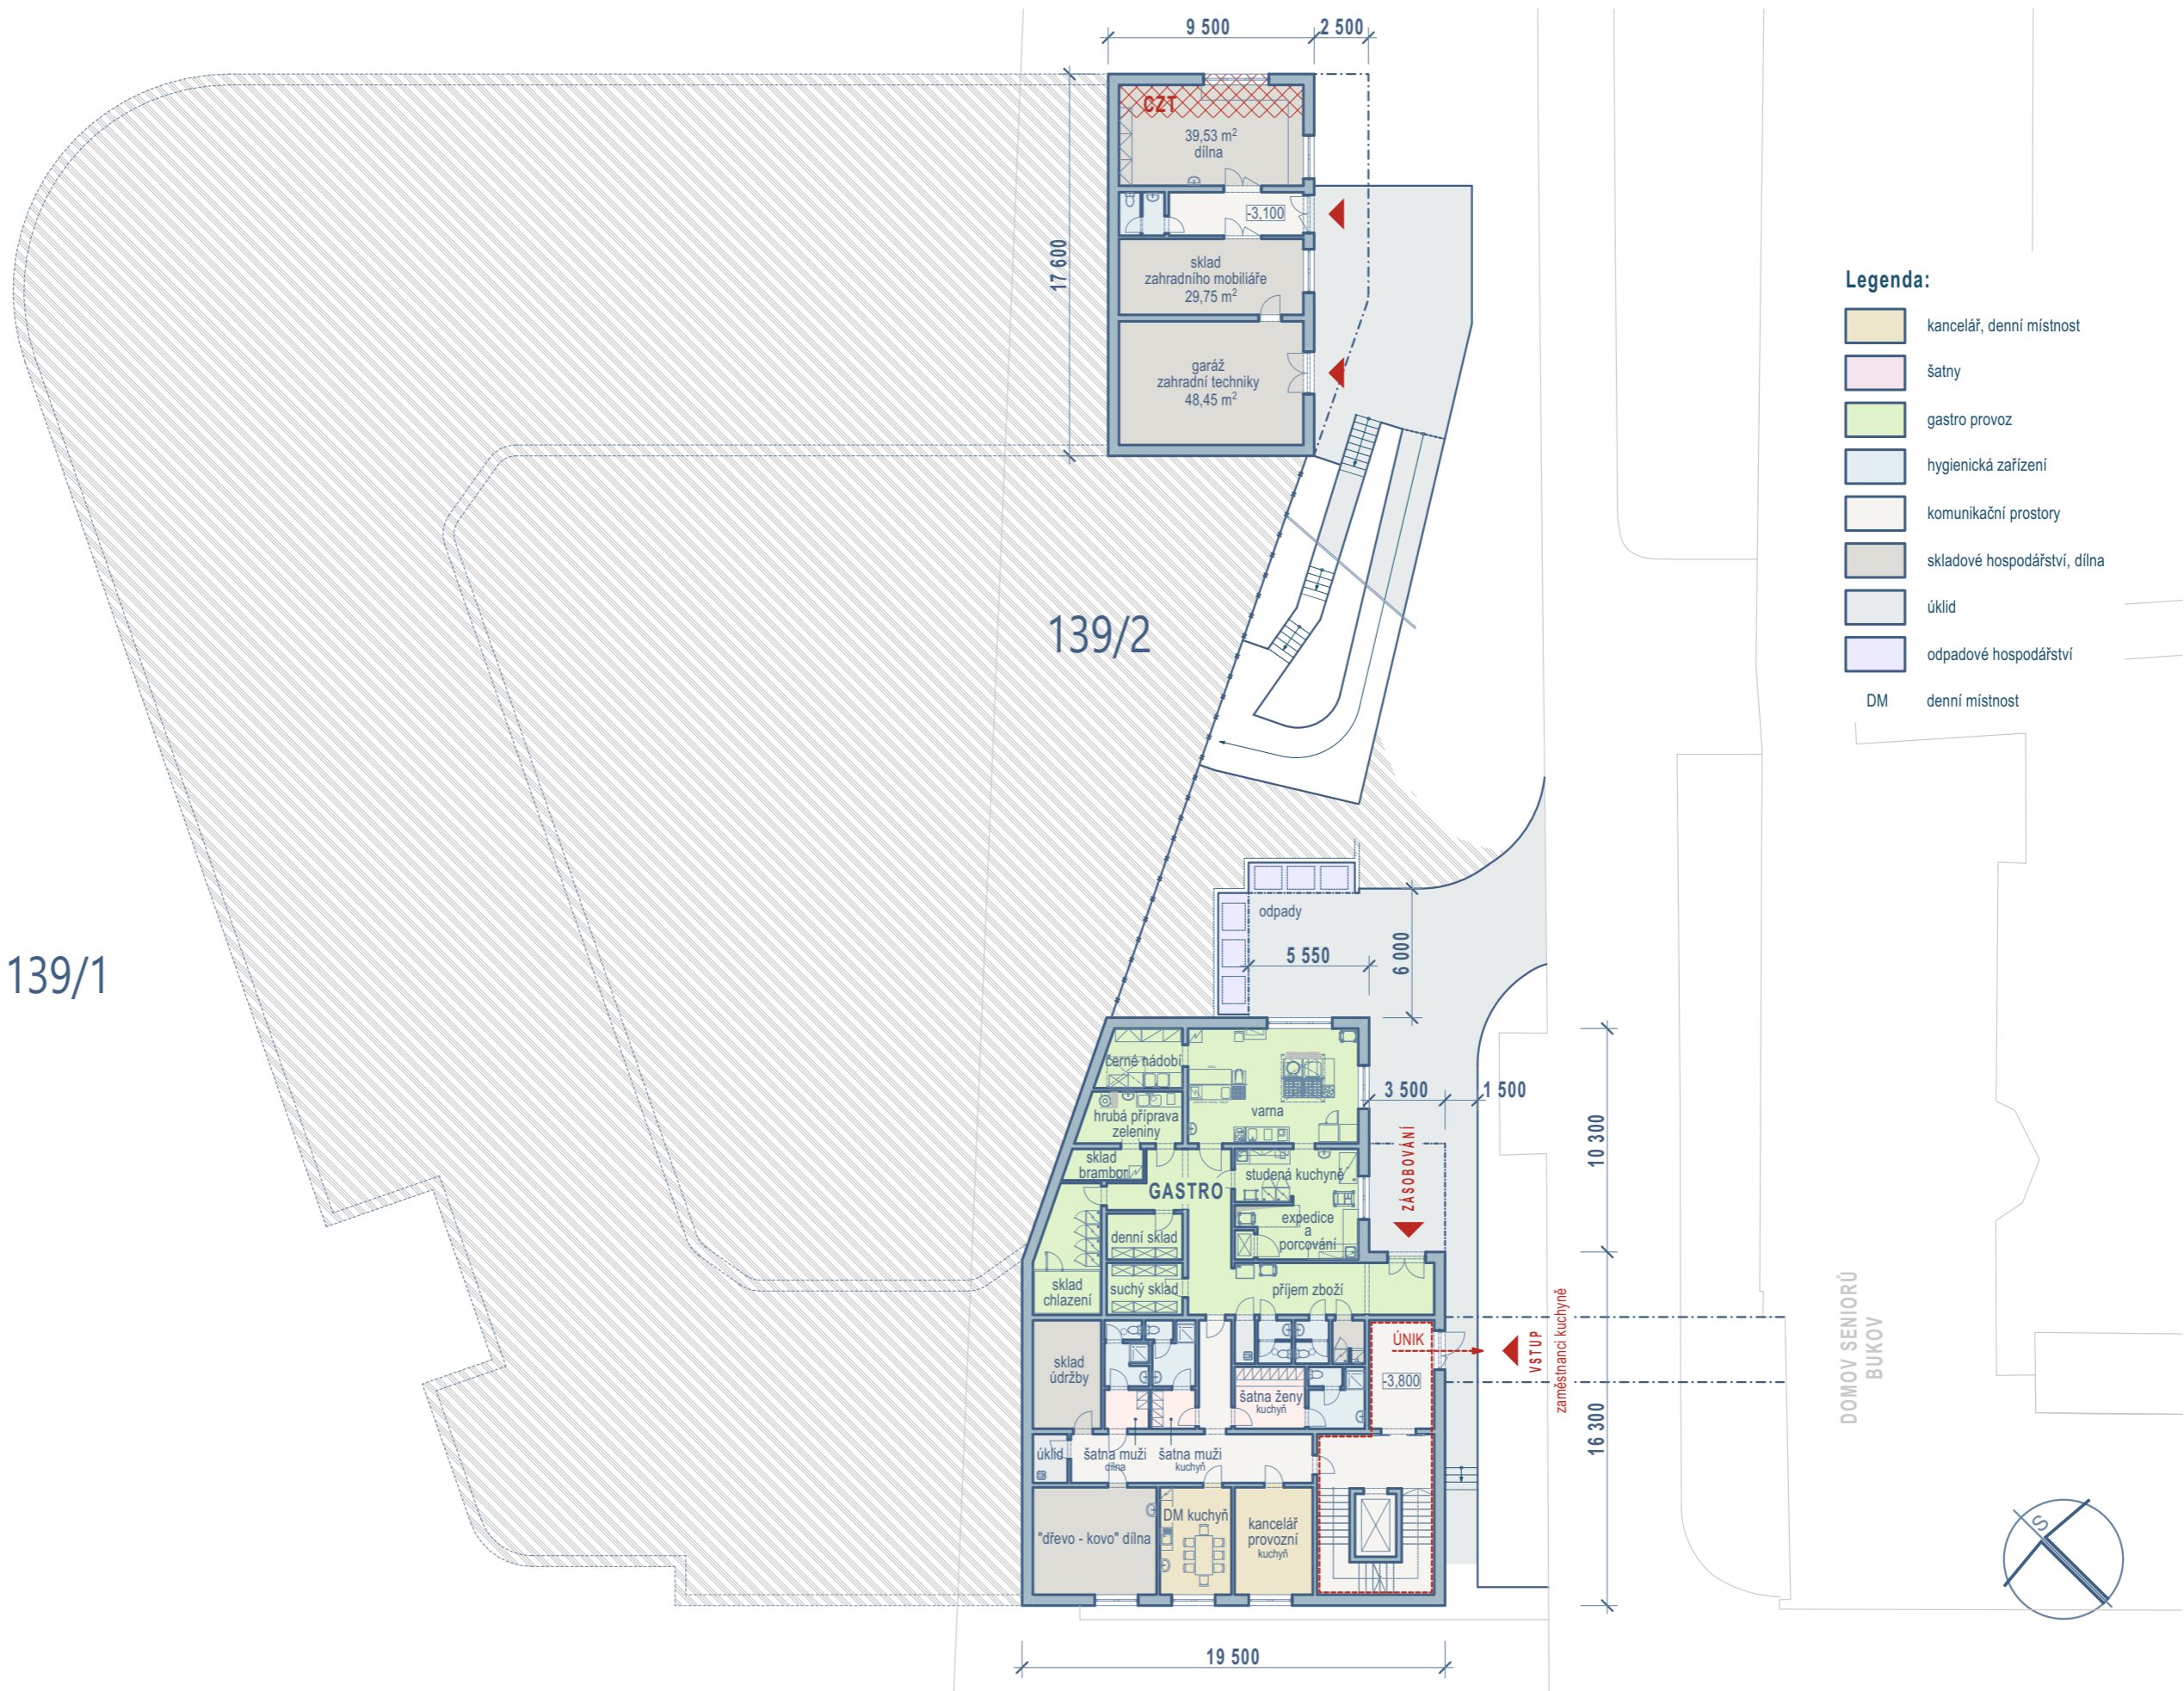 9 500
2 500
CZT
39,53 m²
dílna
-3,100
17 600
sklad
zahradního mobiliáře
29,75 m²
garáž
zahradní techniky
48,45 m²
Legenda:
kancelář, denní místnost
šatny
gastro provoz
hygienická zařízení
komunikační prostory
skladové hospodářství, dílna
úklid
odpadové hospodářství
DM denní místnost
139/2
139/1
odpady
5 550
6 000
černé nádobí
hrubá příprava
zeleniny
varna
3 500
1 500
10 300
sklad
brambor
GASTRO
studená kuchyně
ZÁSOBOVÁNÍ
expedice
a
porcování
denní sklad
sklad
chlazení
suchý sklad
příjem zboží
ÚNIK
VSTUP
zaměstnanci kuchyně
DOMOV SENIORŮ
BUKOV
sklad
údržby
-3,800
šatna ženy
kuchyň
16 300
úklid
šatna muži
dílna
šatna muži
kuchyň
"dřevo - kovo" dílna
DM kuchyň
kancelář
provozní
kuchyň
S
19 500